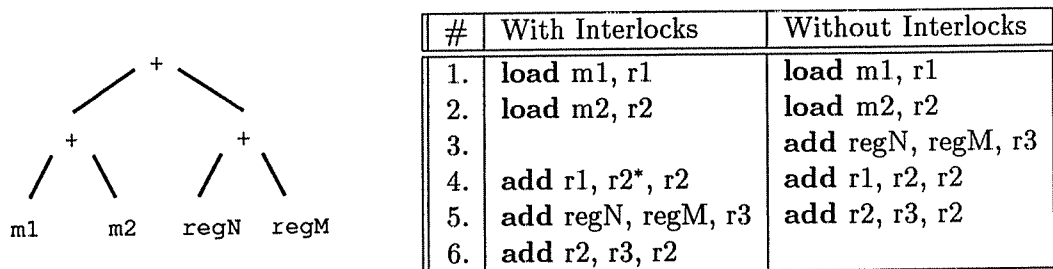 +
+ +
m1 m2 regN regM
# With Interlocks Without Interlocks
1. load m1, r1 load m1, r1
2. load m2, r2 load m2, r2
3. add regN, regM, r3
4. add r1, r2*, r2 add r1, r2, r2
5. add regN, regM, r3 add r2, r3, r2
6. add r2, r3, r2